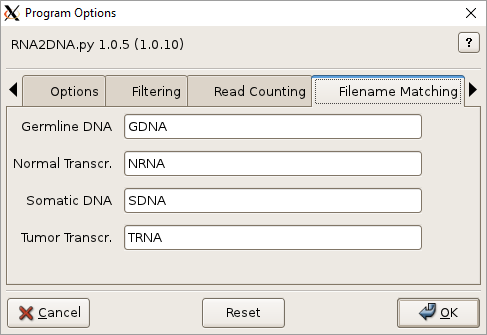 Program Options
RNA2DNA.py 1.0.5 (1.0.10)
?
Options Filtering Read Counting Filename Matching
Germline DNA GDNA
Normal Transcr. NRNA
Somatic DNA SDNA
Tumor Transcr. TRNA
Cancel Reset OK